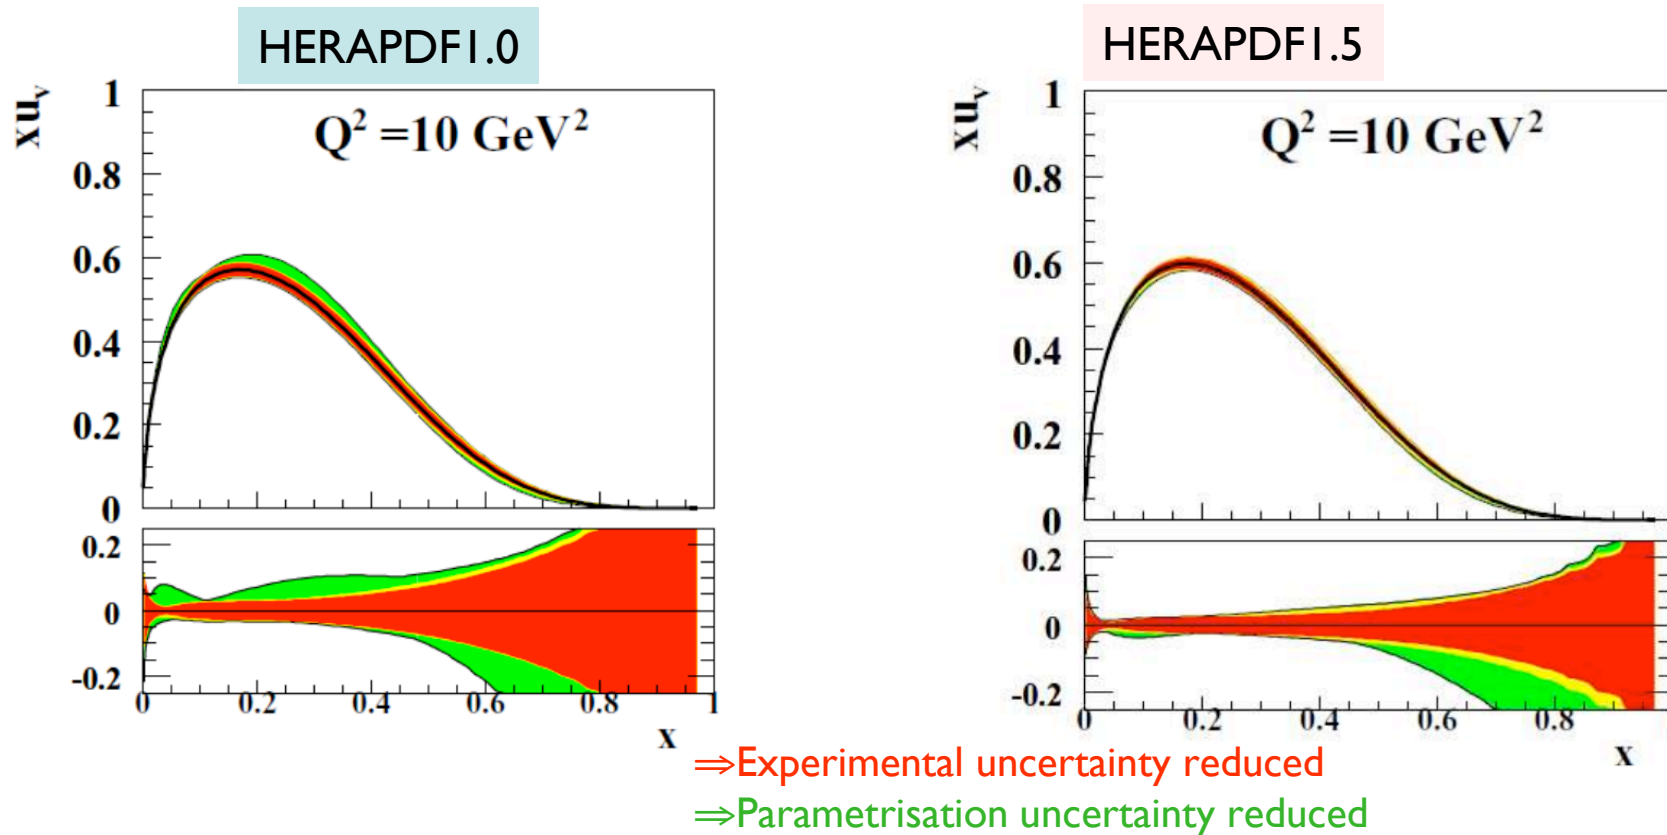 HERAPDF1.0
HERAPDF1.5
xuᵥ
Q² =10 GeV²
1
0.8
0.6
0.4
0.2
0
0.2
0
-0.2
0 0.2 0.4 0.6 0.8 1
x
xuᵥ
Q² =10 GeV²
1
0.8
0.6
0.4
0.2
0
0.2
0
-0.2
0 0.2 0.4 0.6 0.8
x
⇒Experimental uncertainty reduced
⇒Parametrisation uncertainty reduced